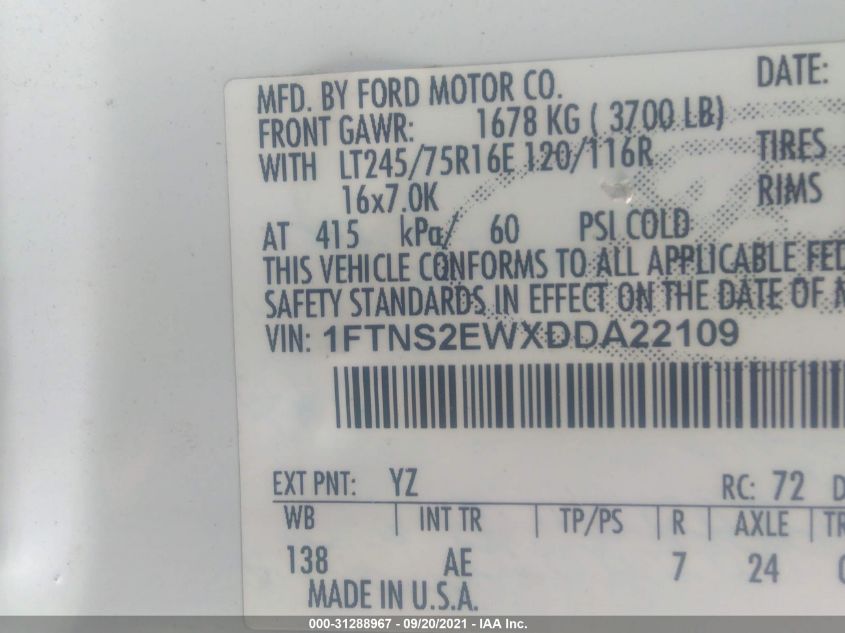 DATE:
MFD. BY FORD MOTOR CO.
FRONT GAWR: 1678 KG ( 3700 LB)
WITH LT245/75R16E 120/116R TIRES
16x7.0K RIMS
AT 415 kPa/ 60 PSI COLD
THIS VEHICLE CONFORMS TO ALL APPLICABLE FED
SAFETY STANDARDS IN EFFECT ON THE DATE OF M
VIN: 1FTNS2EWXDDA22109
EXT PNT: YZ RC: 72 D
WB INT TR TP/PS R AXLE TR
138 AE 7 24
MADE IN U.S.A.
000-31288967 - 09/20/2021 - IAA Inc.